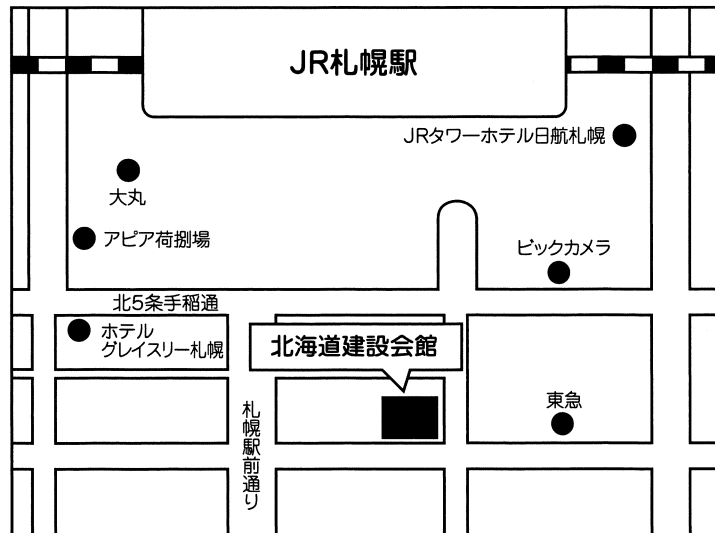 JR札幌駅
JRタワーホテル日航札幌
大丸
アピア荷捌場
ビックカメラ
北5条手稲通
ホテル
グレイスリー札幌
北海道建設会館
東急
札幌駅前通り